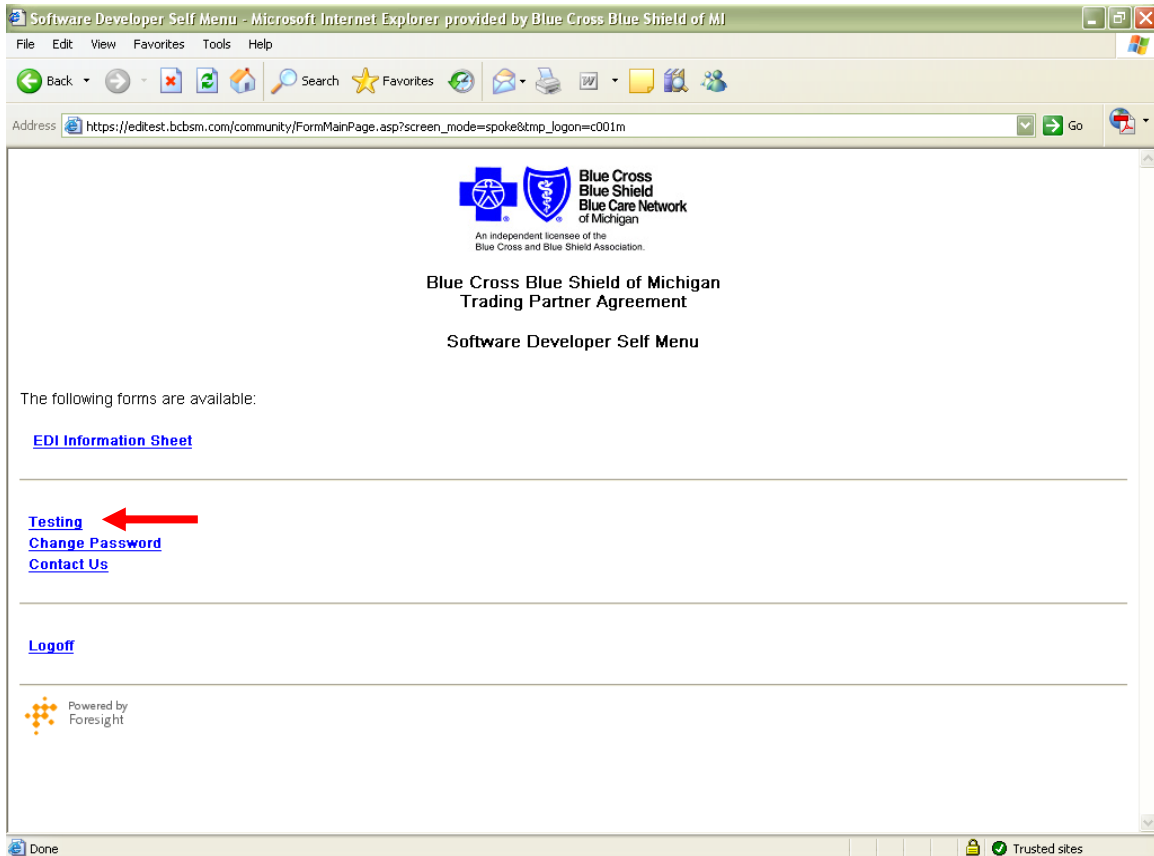 Software Developer Self Menu - Microsoft Internet Explorer provided by Blue Cross Blue Shield of MI
File Edit View Favorites Tools Help
Back Search Favorites
Address https://editest.bcbsm.com/community/FormMainPage.asp?screen_mode=spoke&tmp_logon=c001m Go
Blue Cross
Blue Shield
Blue Care Network
of Michigan
An independent licensee of the
Blue Cross and Blue Shield Association.
Blue Cross Blue Shield of Michigan
Trading Partner Agreement
Software Developer Self Menu
The following forms are available:
EDI Information Sheet
Testing
Change Password
Contact Us
Logoff
Powered by
Foresight
Done Trusted sites